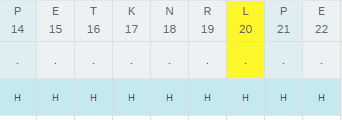 P E T K N R L P E
14 15 16 17 18 19 20 21 22
. . . . . . . . .
H H H H H H H H H